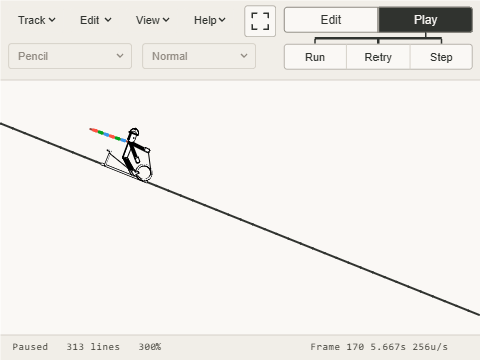 Track Edit View Help Edit Play
Pencil Normal Run Retry Step
Paused 313 lines 300% Frame 170 5.667s 256u/s